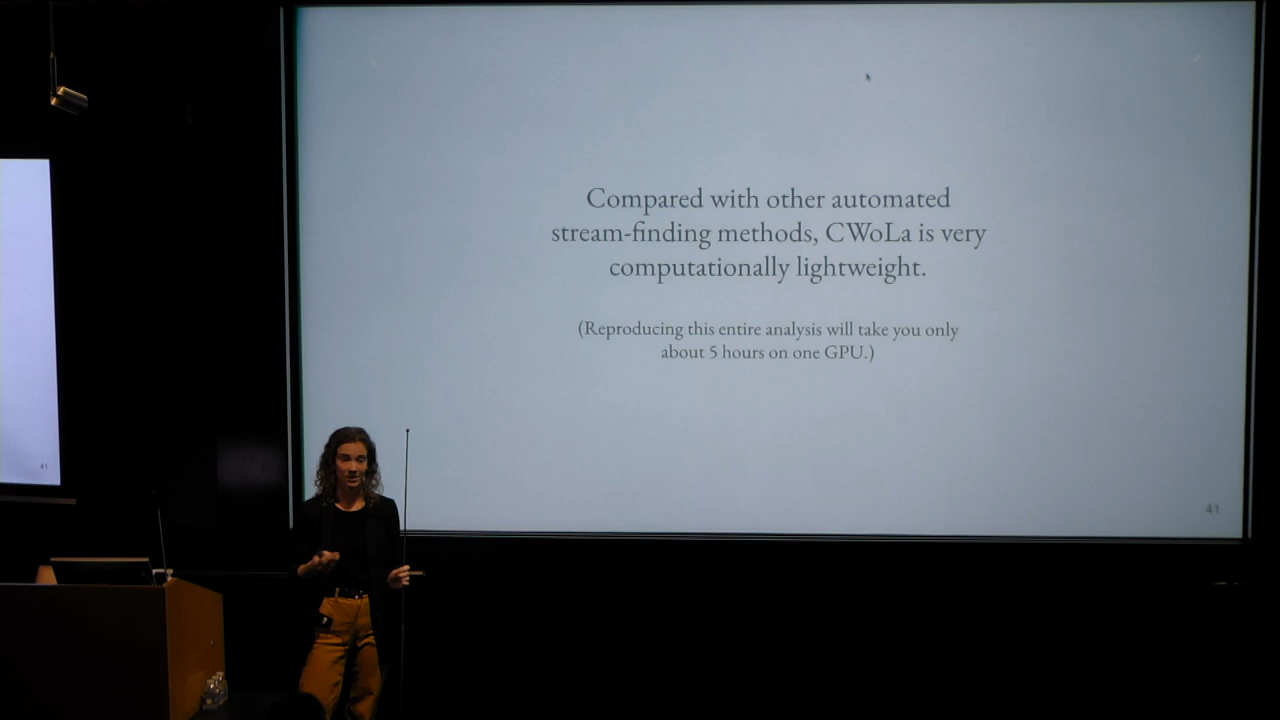 Compared with other automated
stream-finding methods, CWoLa is very
computationally lightweight.
(Reproducing this entire analysis will take you only
about 5 hours on one GPU.)
41
41